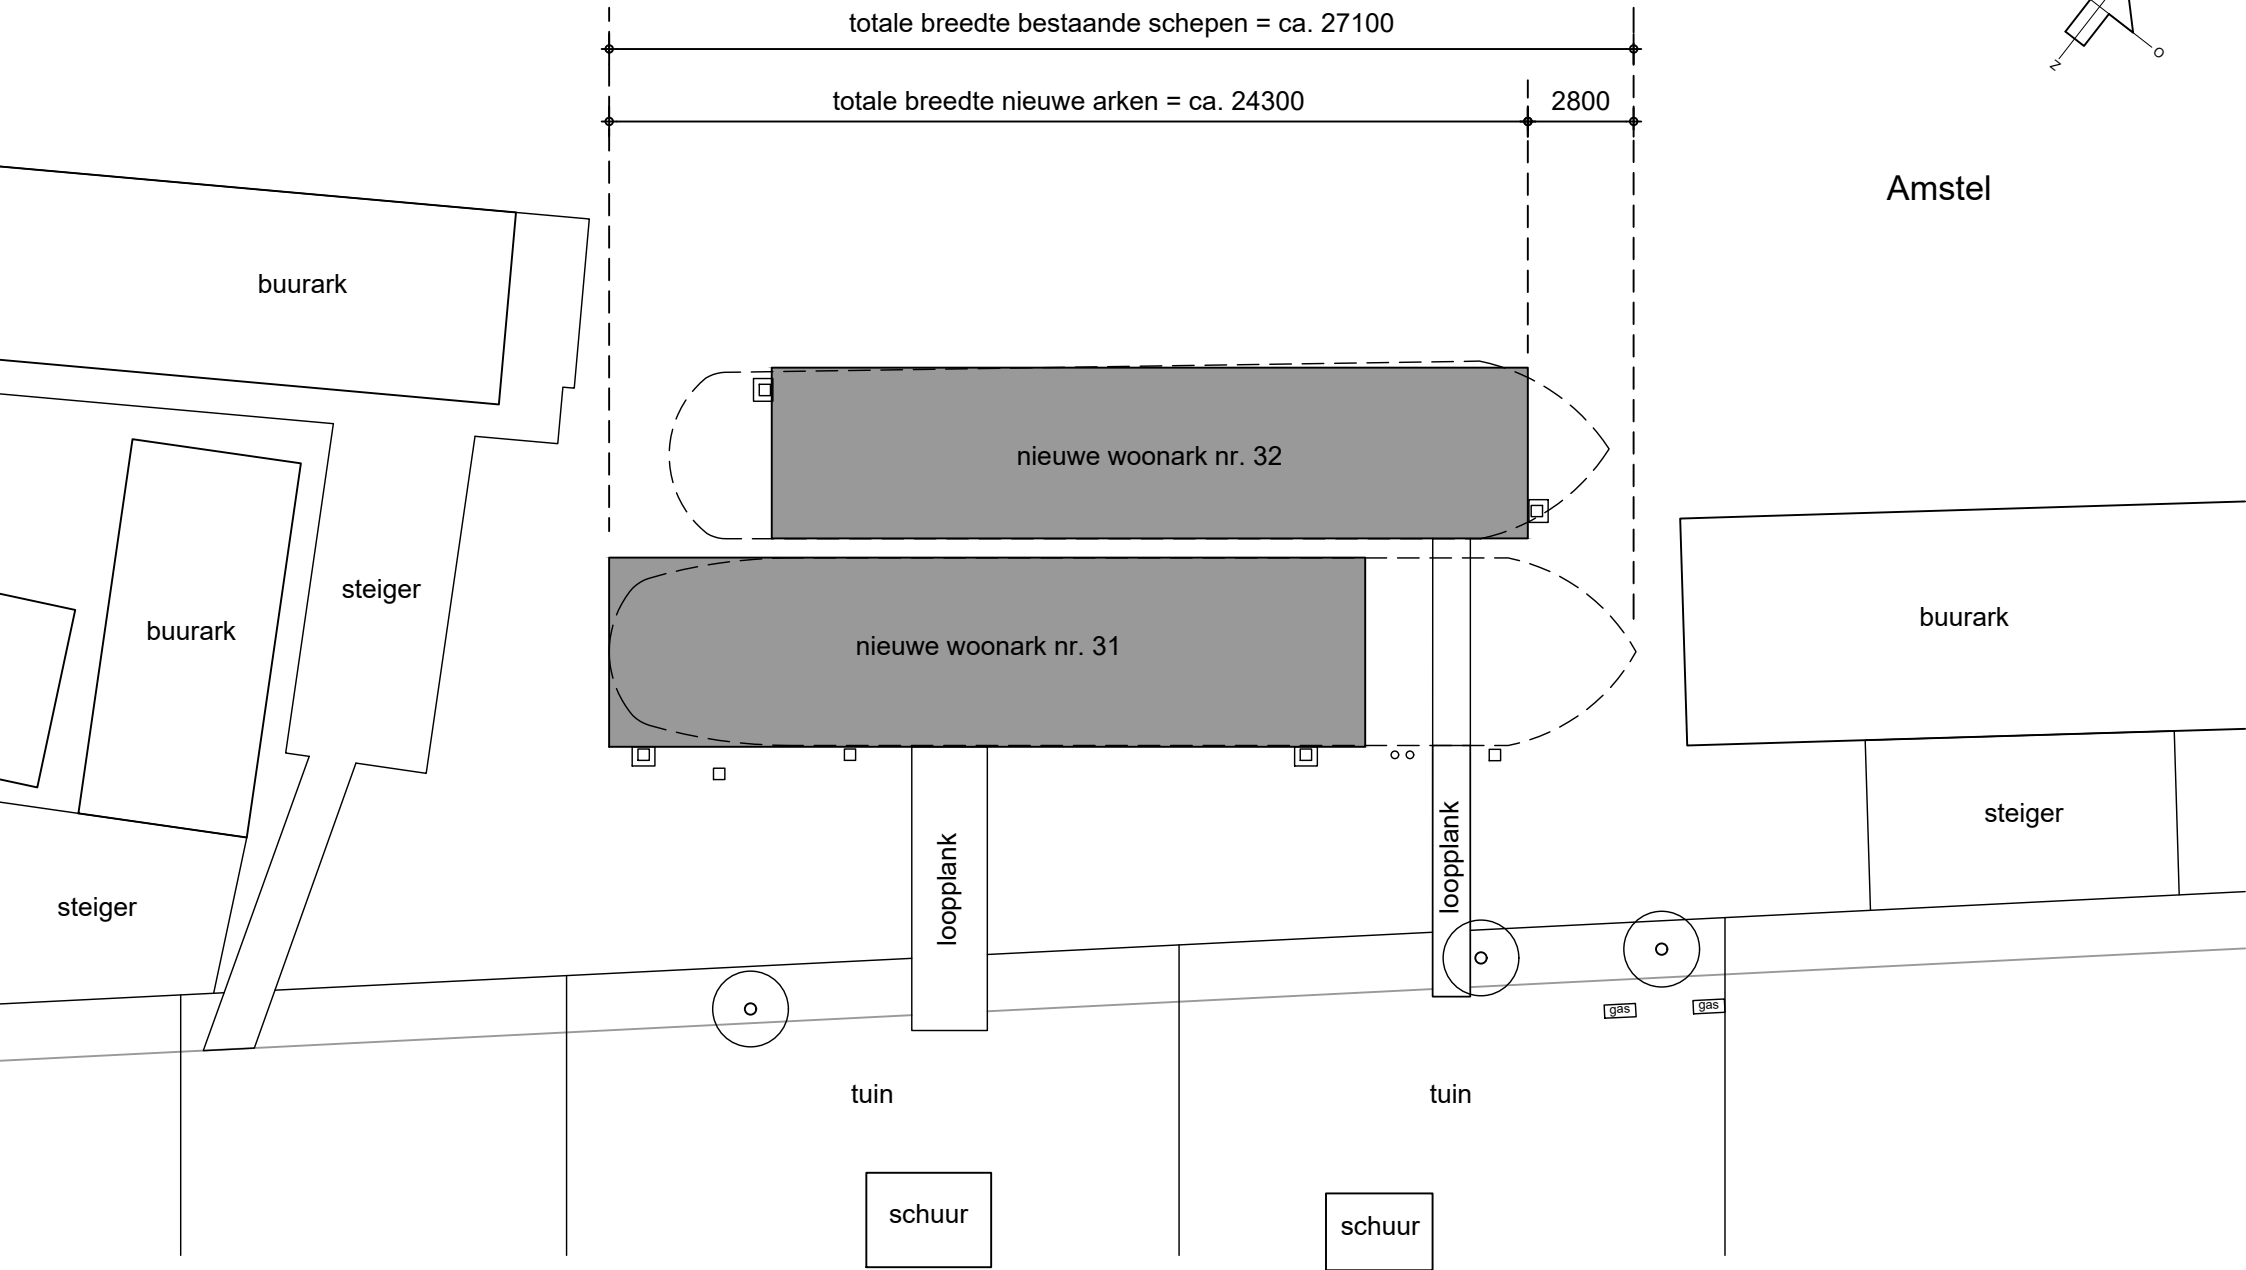 totale breedte bestaande schepen = ca. 27100
totale breedte nieuwe arken = ca. 24300
2800
Z
O
Amstel
buurark
nieuwe woonark nr. 32
steiger
buurark
nieuwe woonark nr. 31
buurark
steiger
steiger
loopplank
loopplank
gas
gas
tuin
tuin
schuur
schuur